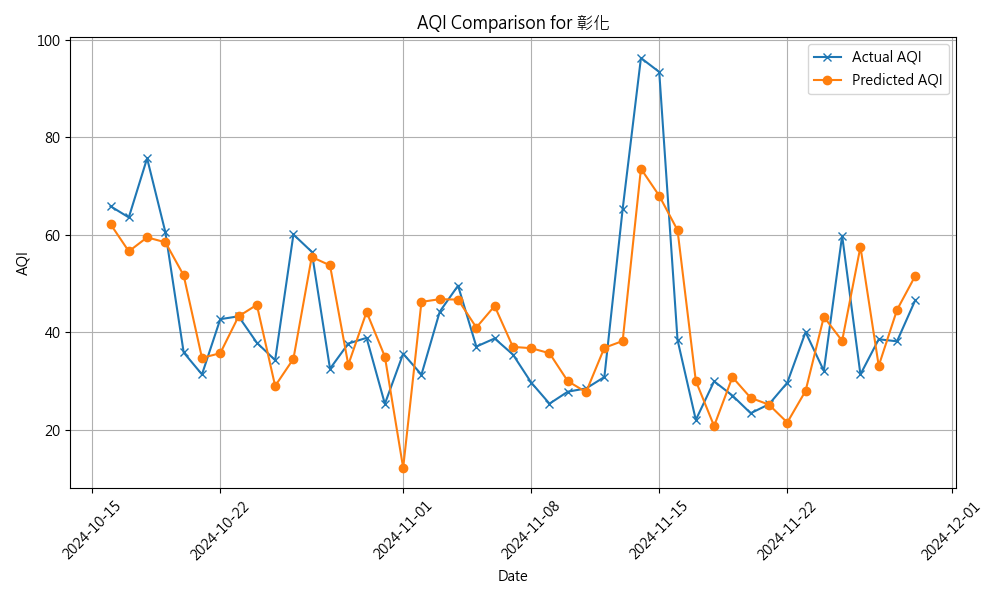 AQI Comparison for 彰化
Actual AQI
Predicted AQI
AQI
100
80
60
40
20
2024-10-15
2024-10-22
2024-11-01
2024-11-08
2024-11-15
2024-11-22
2024-12-01
Date